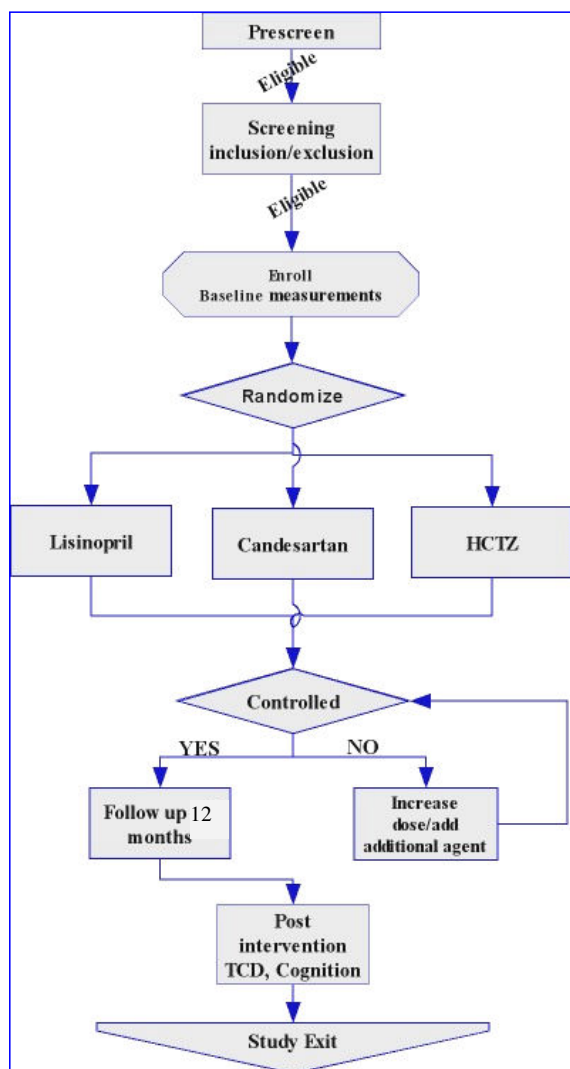 Prescreen
Eligible
Screening
inclusion/exclusion
Eligible
Enroll
Baseline measurements
Randomize
Lisinopril
Candesartan
HCTZ
Controlled
YES
NO
Follow up 12
months
Increase
dose/add
additional agent
Post
intervention
TCD, Cognition
Study Exit